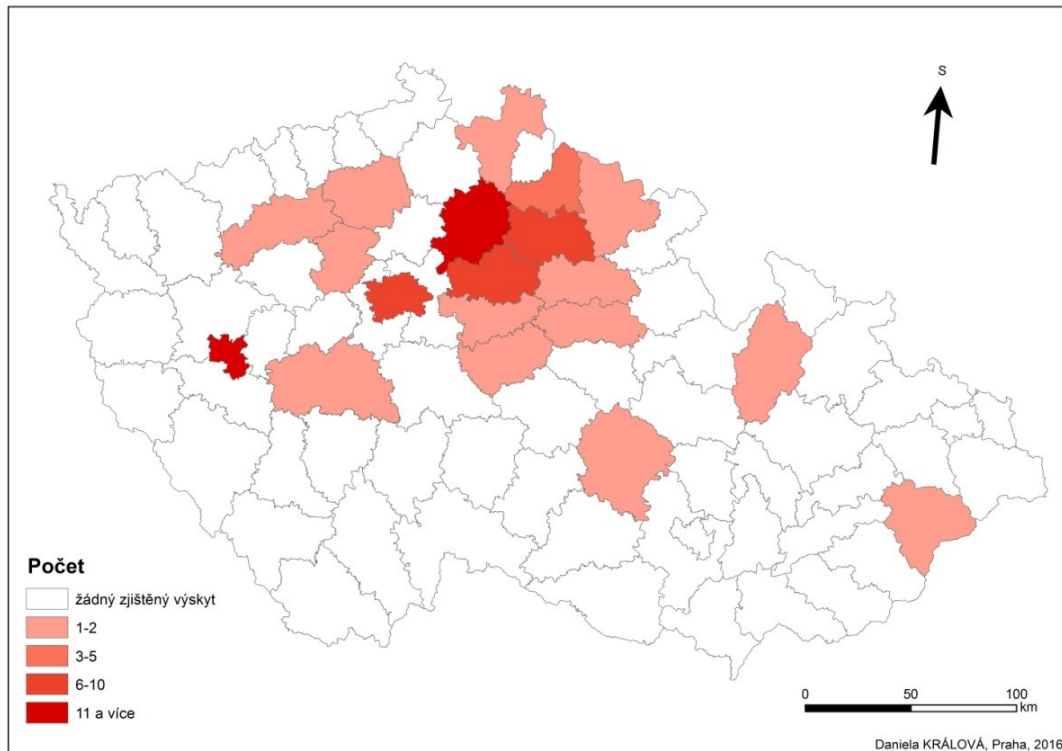 S
Počet
žádný zjištěný výskyt
1-2
3-5
6-10
11 a více
0 50 100
km
Daniela KRÁLOVÁ, Praha, 2016